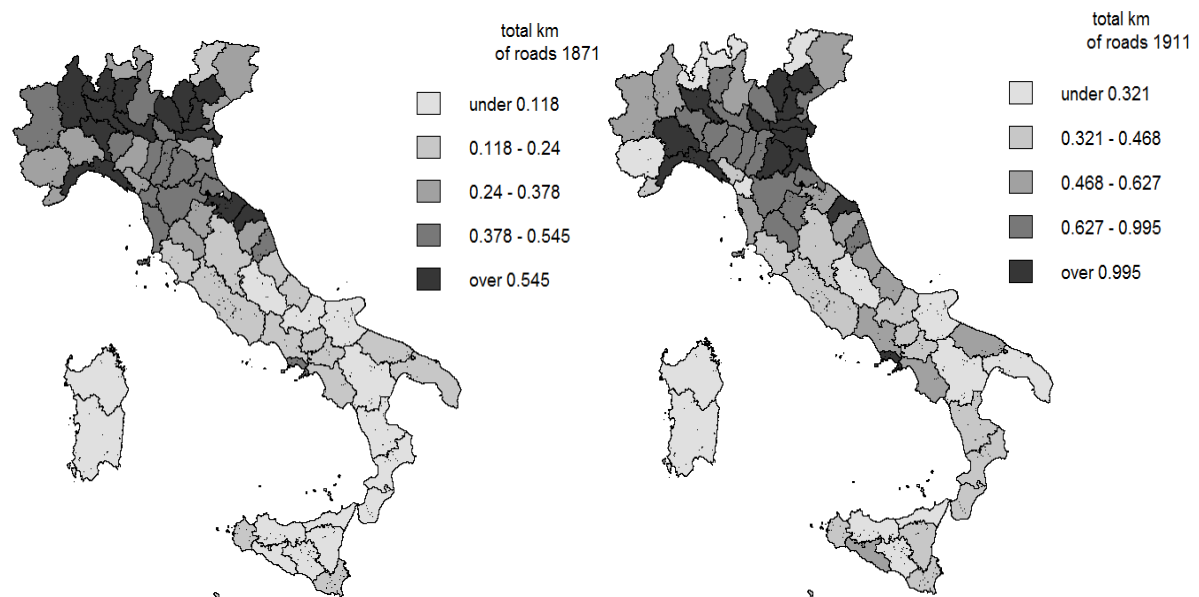 total km
of roads 1871
under 0.118
0.118 - 0.24
0.24 - 0.378
0.378 - 0.545
over 0.545
total km
of roads 1911
under 0.321
0.321 - 0.468
0.468 - 0.627
0.627 - 0.995
over 0.995